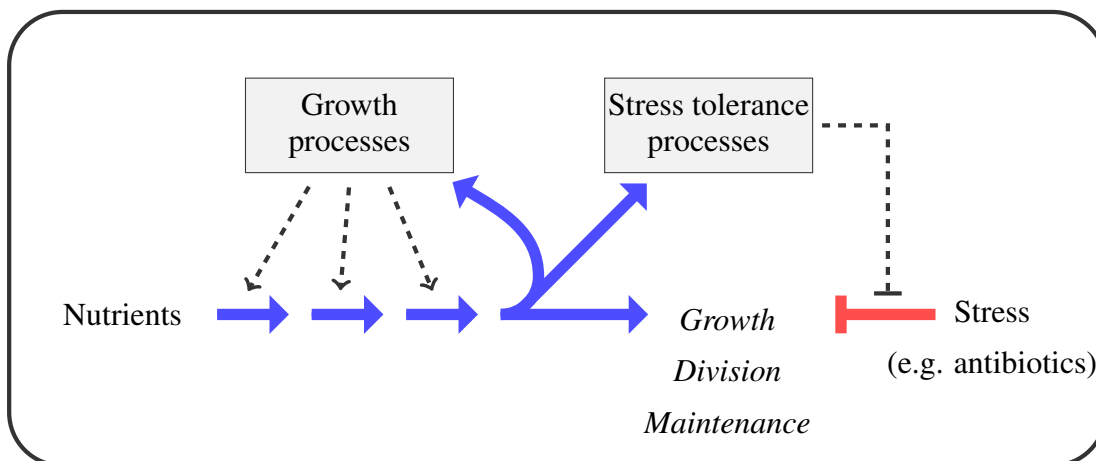 Growth
processes
Stress tolerance
processes
Nutrients
Growth
Division
Maintenance
Stress
(e.g. antibiotics)